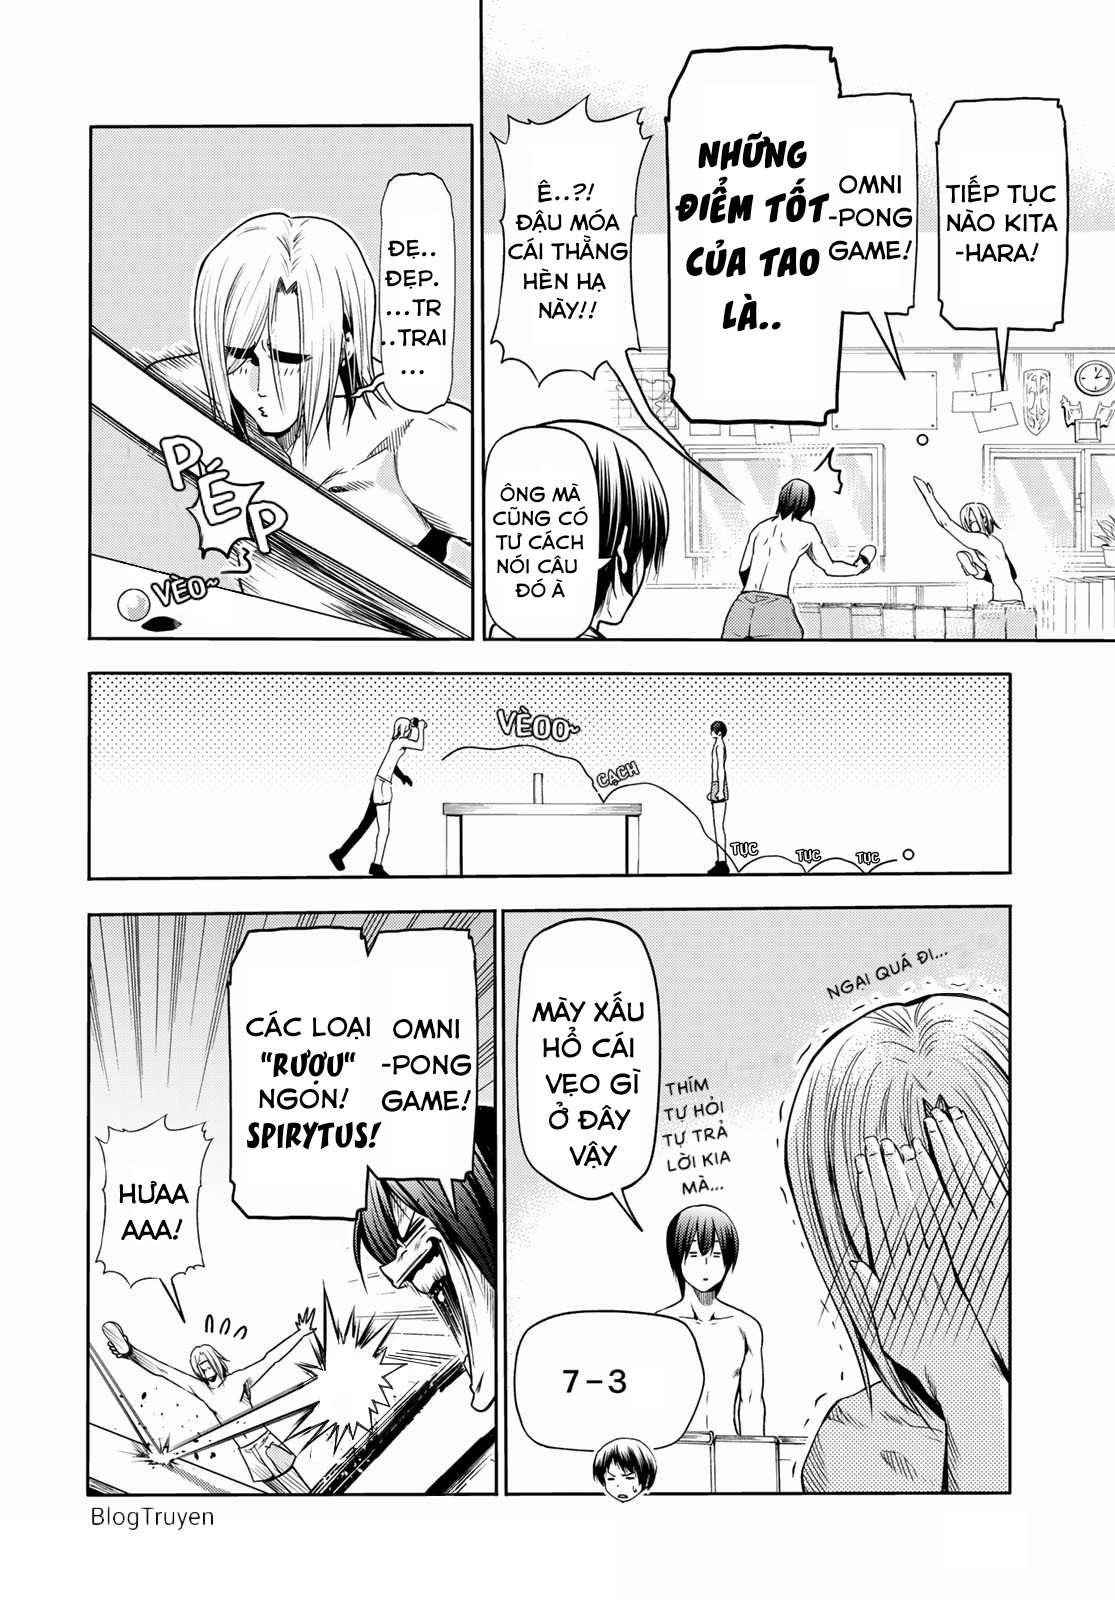 TIẾP TỤC
NÀO KITA
-HARA!
OMNI
-PONG
GAME!
NHỮNG
ĐIỂM TỐT
CỦA TAO
LÀ..
Ê..?!
ĐẬU MÓA
CÁI THẰNG
HÈN HẠ
NÀY!!
ÔNG MÀ
CŨNG CÓ
TƯ CÁCH
NÓI CÂU
ĐÓ À
ĐẸ..
ĐẸP.
...TR
..TRAI
...
PẸP
VÈO~
VÈOO~
CẠCH
TỤC
TỤC
TỤC
NGẠI QUÁ ĐI...
MÀY XẤU
HỔ CÁI
VẸO GÌ
Ở ĐÂY
VẬY
THÍM
TỰ HỎI
TỰ TRẢ
LỜI KIA
MÀ...
7-3
OMNI
-PONG
GAME!
CÁC LOẠI
"RƯỢU"
NGON!
SPIRYTUS!
HƯAA
AAA!
BlogTruyen